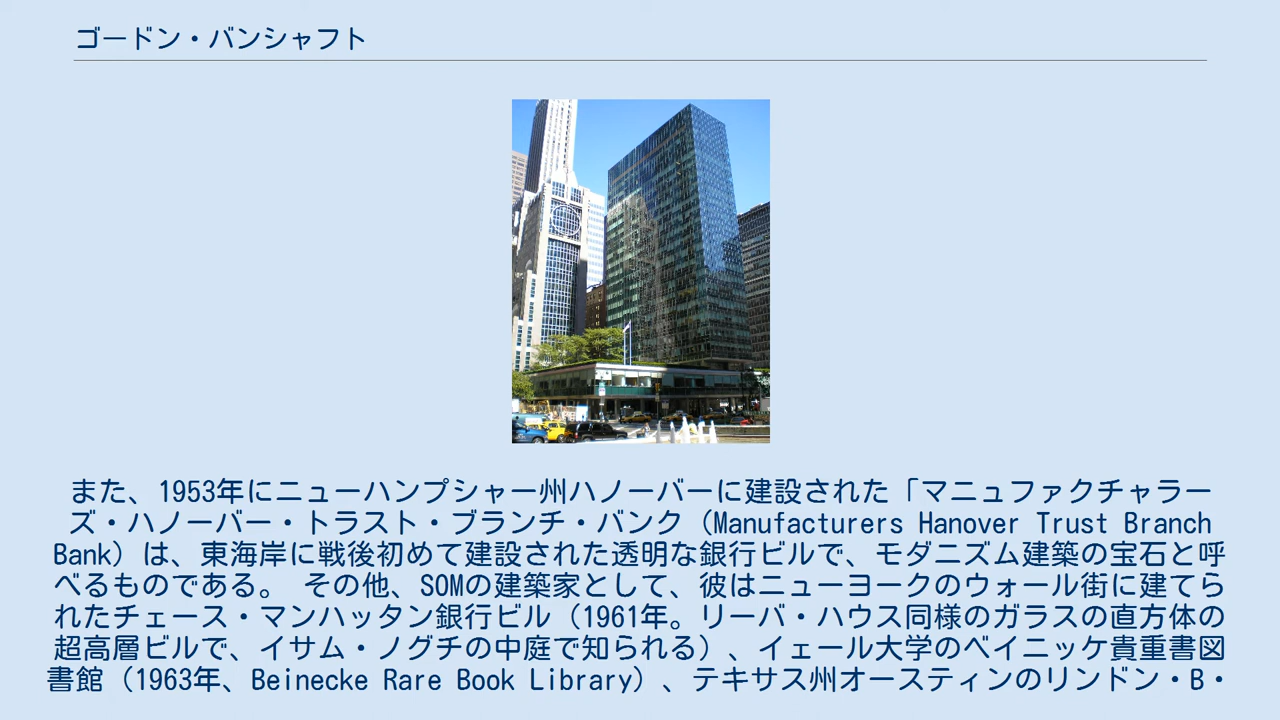 ゴードン・バンシャフト
また、1953年にニューハンプシャー州ハノーバーに建設された「マニュファクチャラー
ズ・ハノーバー・トラスト・ブランチ・バンク（Manufacturers Hanover Trust Branch
Bank）は、東海岸に戦後初めて建設された透明な銀行ビルで、モダニズム建築の宝石と呼
べるものである。 その他、SOMの建築家として、彼はニューヨークのウォール街に建てら
れたチェース・マンハッタン銀行ビル（1961年。リーバ・ハウス同様のガラスの直方体の
超高層ビルで、イサム・ノグチの中庭で知られる）、イェール大学のベイニッケ貴重書図
書館（1963年、Beinecke Rare Book Library）、テキサス州オースティンのリンドン・B・